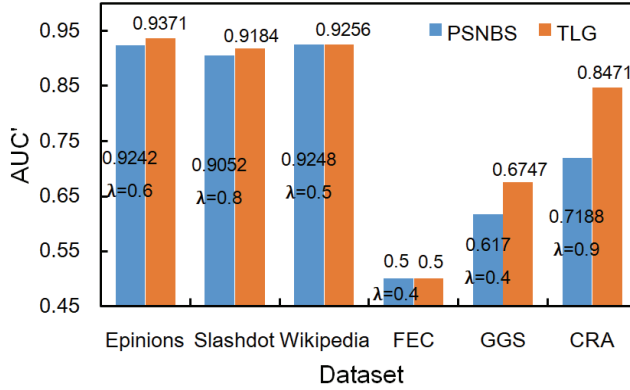 0.95
0.85
0.75
0.65
0.55
0.45
AUC'
PSNBS
TLG
0.9371
0.9184
0.9256
0.8471
0.9242
λ=0.6
0.9052
λ=0.8
0.9248
λ=0.5
0.5
0.5
λ=0.4
0.6747
0.617
λ=0.4
0.7188
λ=0.9
Epinions
Slashdot
Wikipedia
FEC
GGS
CRA
Dataset